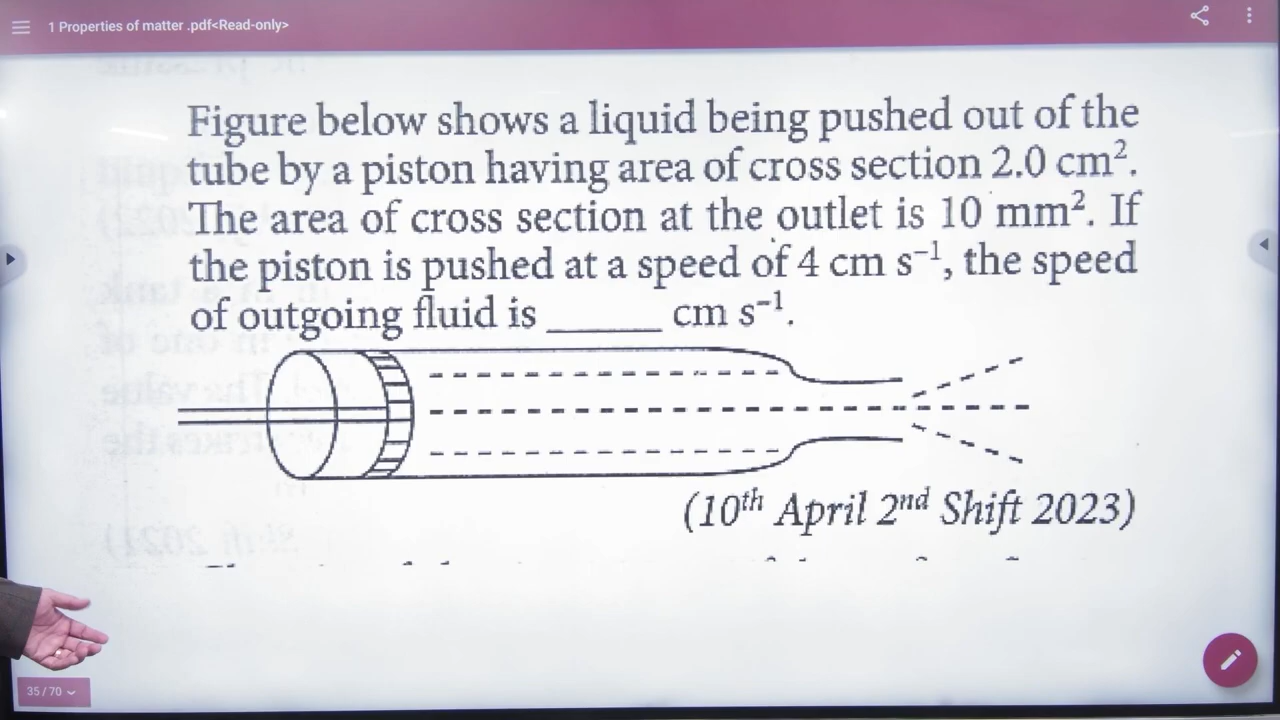 1 Properties of matter .pdf<Read-only>
Figure below shows a liquid being pushed out of the
tube by a piston having area of cross section 2.0 cm².
The area of cross section at the outlet is 10 mm². If
the piston is pushed at a speed of 4 cm s⁻¹, the speed
of outgoing fluid is ______ cm s⁻¹.
(10th April 2nd Shift 2023)
35 / 70